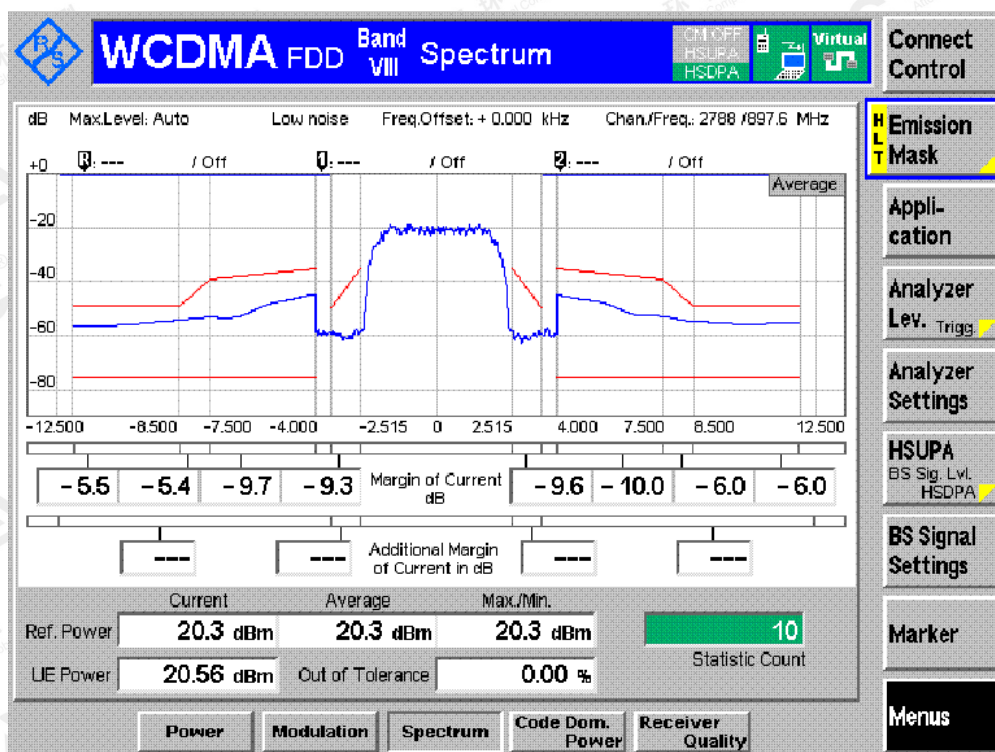 R S
WCDMA FDD Band VIII Spectrum
CM OFF
HSUPA
HSDPA
Virtual
Connect
Control
dB Max.Level: Auto Low noise Freq.Offset: + 0.000 kHz Chan./Freq.: 2788 / 897.6 MHz
HLT
Emission
Mask
+0 R: --- / Off 1: --- / Off 2: --- / Off
Average
-20
-40
-60
-80
-12.500 -8.500 -7.500 -4.000 -2.515 0 2.515 4.000 7.500 8.500 12.500
Appli-
cation
Analyzer
Lev. Trigg.
Analyzer
Settings
-5.5 -5.4 -9.7 -9.3 Margin of Current dB -9.6 -10.0 -6.0 -6.0
HSUPA
BS Sig. Lvl.
HSDPA
--- --- Additional Margin of Current in dB --- ---
BS Signal
Settings
Current Average Max./Min.
Ref. Power 20.3 dBm 20.3 dBm 20.3 dBm 10
Statistic Count
UE Power 20.56 dBm Out of Tolerance 0.00 %
Marker
Menus
Power Modulation Spectrum Code Dom. Power Receiver Quality